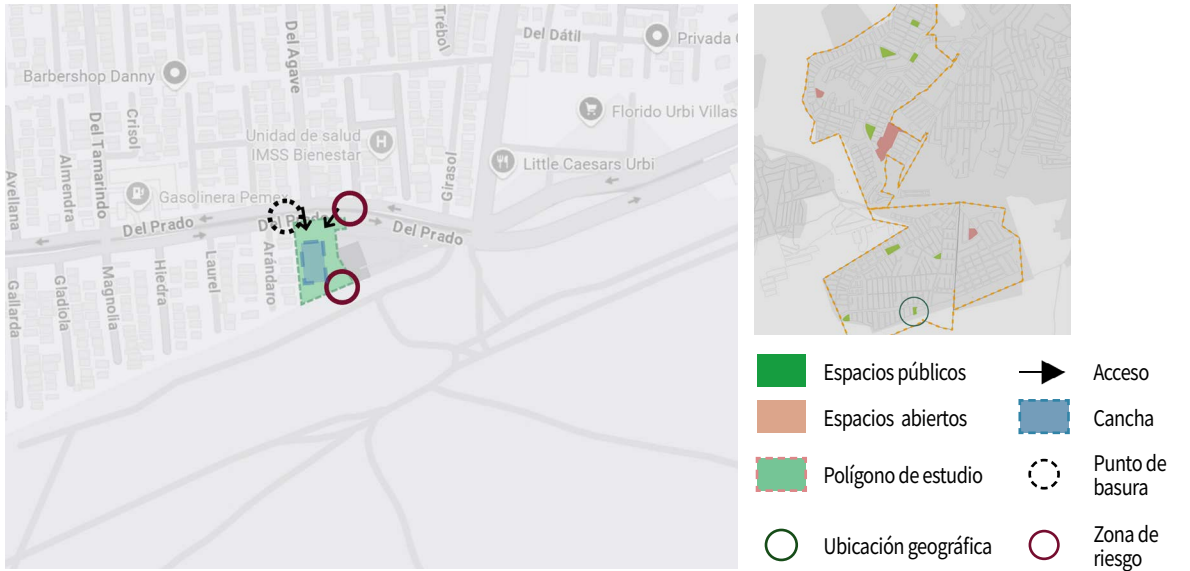 Del Agave
Trébol
Del Dátil
Privada
Barbershop Danny
Florido Urbi Villas
Crisol
Del Tamarindo
Unidad de salud
IMSS Bienestar
Little Caesars Urbi
Girasol
Almendra
Avellana
Gasolinera Pemex
Del Prado
Del Prado
Del Prado
Arándaro
Laurel
Hiedra
Magnolia
Gladiola
Gallarda
Espacios públicos
Acceso
Espacios abiertos
Cancha
Polígono de estudio
Punto de
basura
Ubicación geográfica
Zona de
riesgo